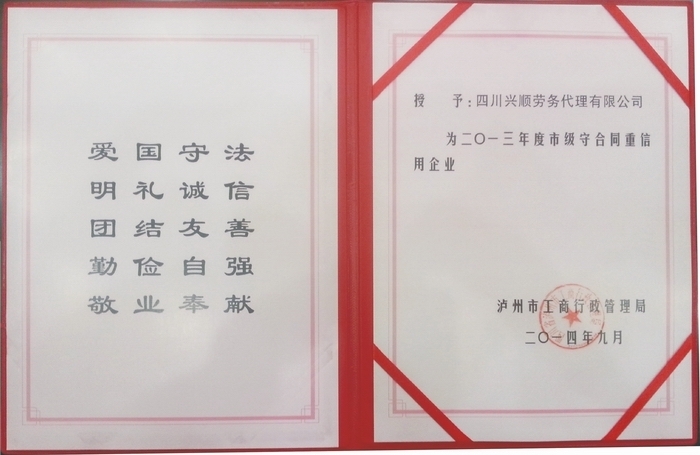 爱国守法
明礼诚信
团结友善
勤俭自强
敬业奉献
授 予：四川兴顺劳务代理有限公司
为二〇一三年度市级守合同重信
用企业
泸州市工商行政管理局
二〇一四年九月